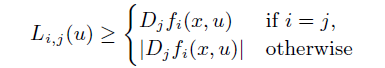 L_{i,j}(u) ≥ { D_j f_i(x, u) if i = j,
|D_j f_i(x, u)| otherwise